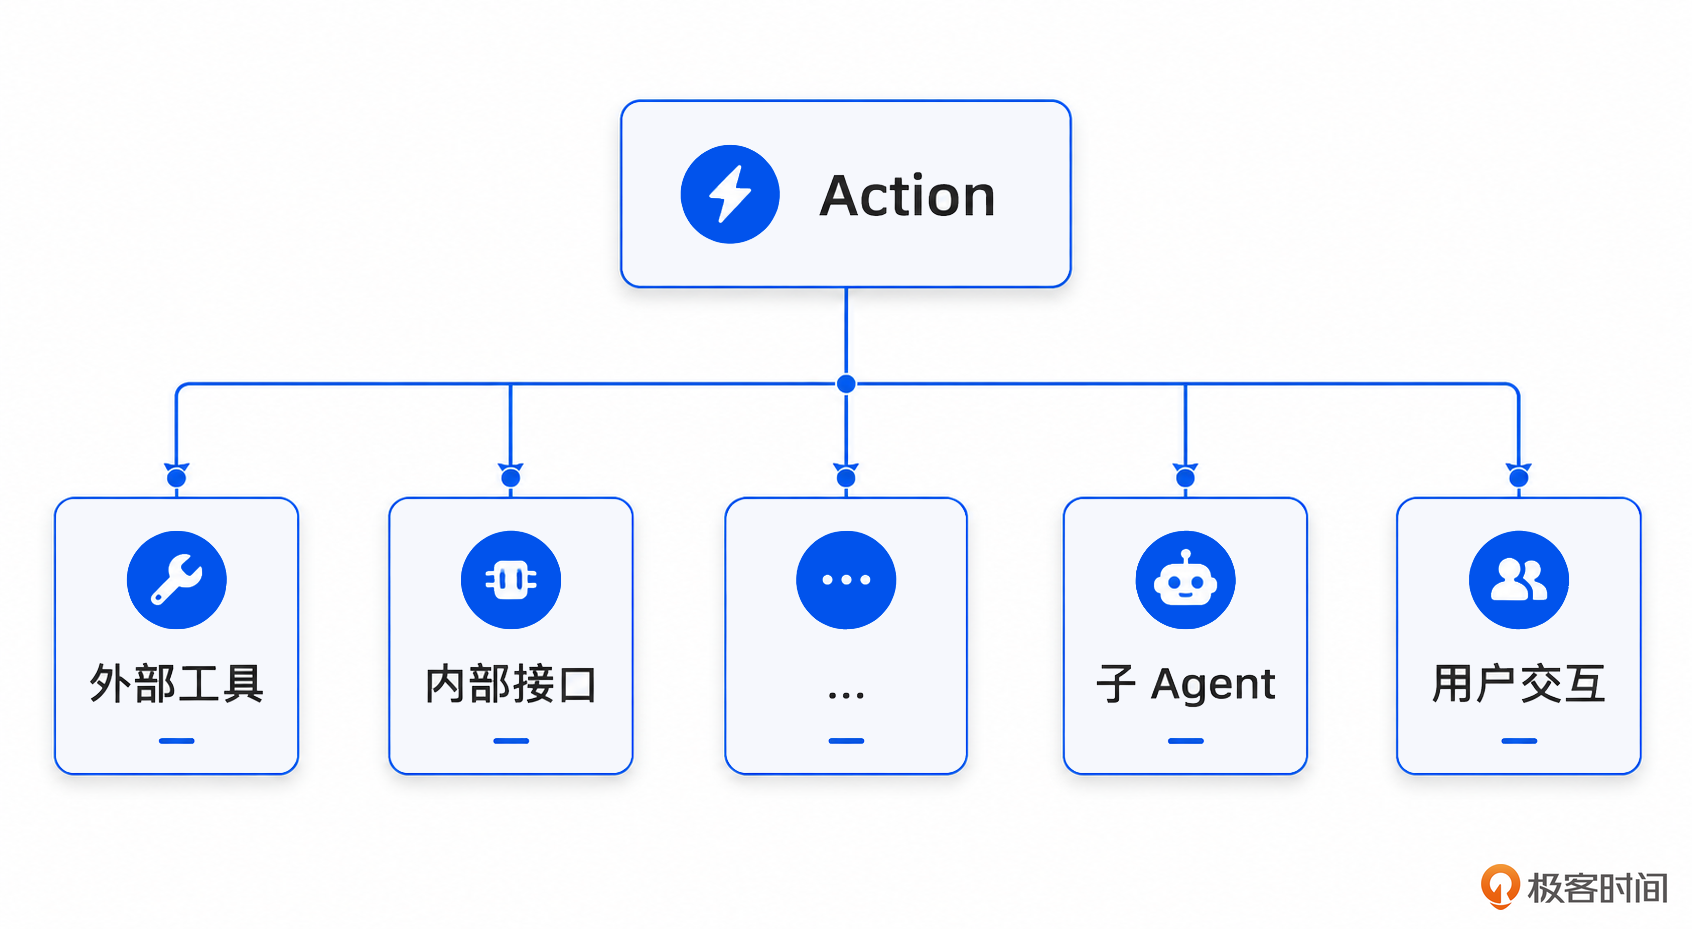 Action
外部工具
内部接口
...
子 Agent
用户交互
极客时间